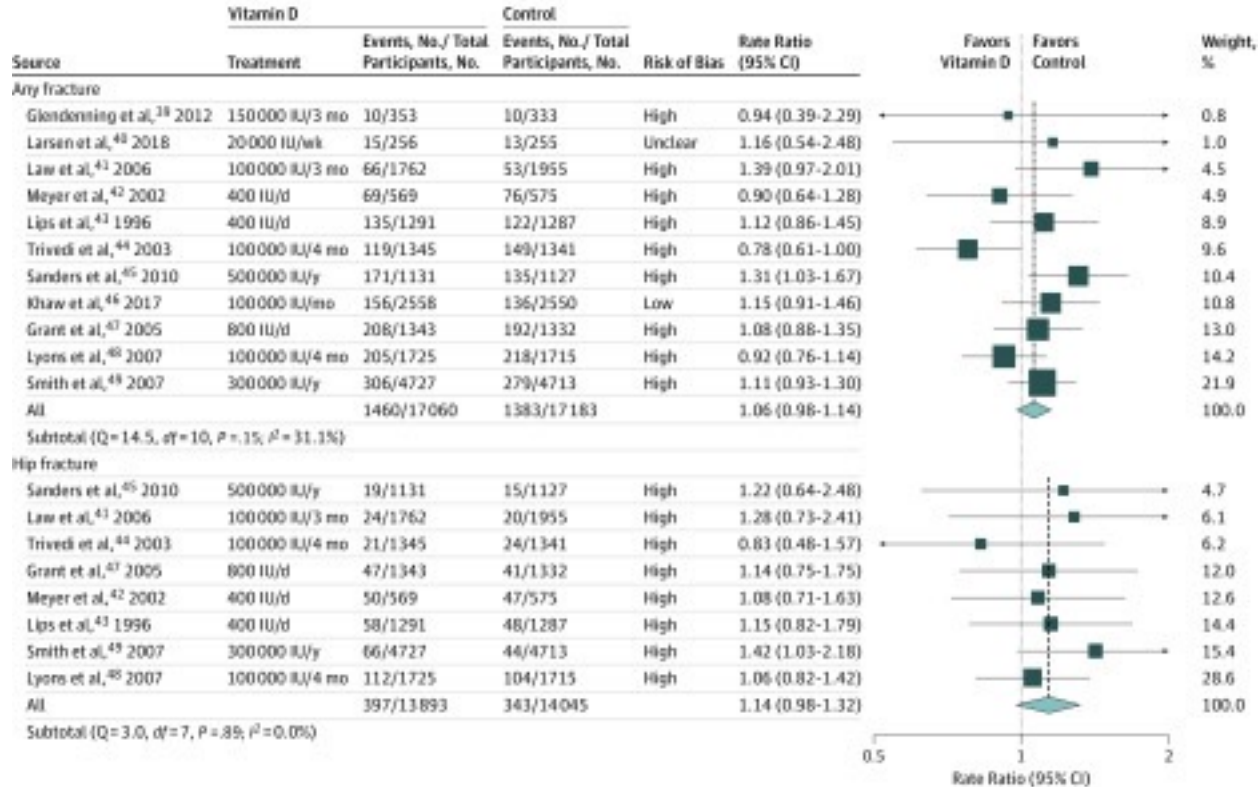 Vitamin D Control
Events, No./ Total Events, No./ Total Rate Ratio Favors Favors Weight,
Source Treatment Participants, No. Participants, No. Risk of Bias (95% CI) Vitamin D Control %
Any fracture
Glendenning et al,38 2012 150000 IU/3 mo 10/353 10/333 High 0.94 (0.39-2.29) 0.8
Larsen et al,40 2018 20000 IU/wk 15/256 13/255 Unclear 1.16 (0.54-2.48) 1.0
Law et al,41 2006 100000 IU/3 mo 66/1762 53/1955 High 1.39 (0.97-2.01) 4.5
Meyer et al,42 2002 400 IU/d 69/569 76/575 High 0.90 (0.64-1.28) 4.9
Lips et al,43 1996 400 IU/d 135/1291 122/1287 High 1.12 (0.86-1.45) 8.9
Trivedi et al,44 2003 100000 IU/4 mo 119/1345 149/1341 High 0.78 (0.61-1.00) 9.6
Sanders et al,45 2010 500000 IU/y 171/1131 135/1127 High 1.31 (1.03-1.67) 10.4
Khaw et al,46 2017 100000 IU/mo 156/2558 136/2550 Low 1.15 (0.91-1.46) 10.8
Grant et al,47 2005 800 IU/d 208/1343 192/1332 High 1.08 (0.88-1.35) 13.0
Lyons et al,48 2007 100000 IU/4 mo 205/1725 218/1715 High 0.92 (0.76-1.14) 14.2
Smith et al,49 2007 300000 IU/y 306/4727 279/4713 High 1.11 (0.93-1.30) 21.9
All 1460/17060 1383/17183 1.06 (0.98-1.14) 100.0
Subtotal (Q = 14.5, df = 10, P = .15; I2 = 31.1%)
Hip fracture
Sanders et al,45 2010 500000 IU/y 19/1131 15/1127 High 1.22 (0.64-2.48) 4.7
Law et al,41 2006 100000 IU/3 mo 24/1762 20/1955 High 1.28 (0.73-2.41) 6.1
Trivedi et al,44 2003 100000 IU/4 mo 21/1345 24/1341 High 0.83 (0.48-1.57) 6.2
Grant et al,47 2005 800 IU/d 47/1343 41/1332 High 1.14 (0.75-1.75) 12.0
Meyer et al,42 2002 400 IU/d 50/569 47/575 High 1.08 (0.71-1.63) 12.6
Lips et al,43 1996 400 IU/d 58/1291 48/1287 High 1.15 (0.82-1.79) 14.4
Smith et al,49 2007 300000 IU/y 66/4727 44/4713 High 1.42 (1.03-2.18) 15.4
Lyons et al,48 2007 100000 IU/4 mo 112/1725 104/1715 High 1.06 (0.82-1.42) 28.6
All 397/13893 343/14045 1.14 (0.98-1.32) 100.0
Subtotal (Q = 3.0, df = 7, P = .89; I2 = 0.0%)
0.5 1 2
Rate Ratio (95% CI)